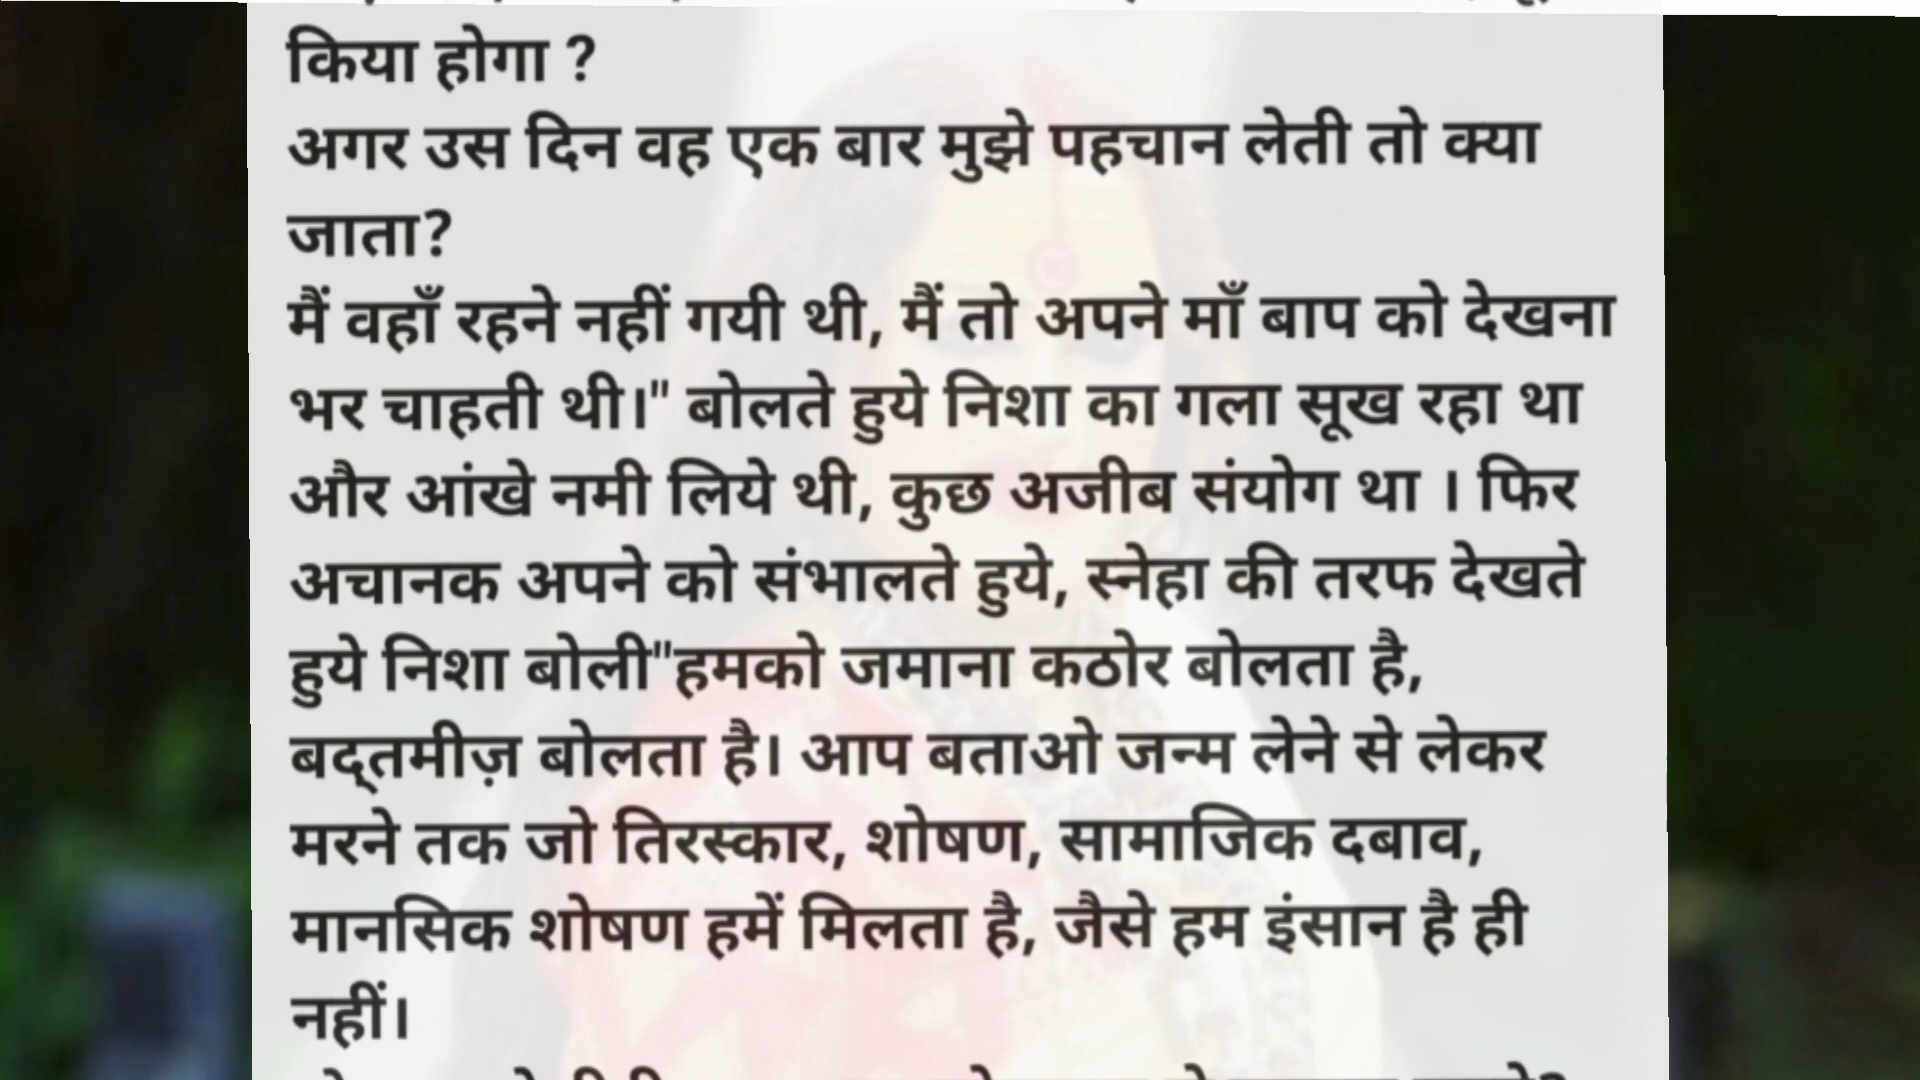 किया होगा ?
अगर उस दिन वह एक बार मुझे पहचान लेती तो क्या
जाता?
मैं वहाँ रहने नहीं गयी थी, मैं तो अपने माँ बाप को देखना
भर चाहती थी।" बोलते हुये निशा का गला सूख रहा था
और आंखे नमी लिये थी, कुछ अजीब संयोग था । फिर
अचानक अपने को संभालते हुये, स्नेहा की तरफ देखते
हुये निशा बोली"हमको जमाना कठोर बोलता है,
बद्तमीज़ बोलता है। आप बताओ जन्म लेने से लेकर
मरने तक जो तिरस्कार, शोषण, सामाजिक दबाव,
मानसिक शोषण हमें मिलता है, जैसे हम इंसान है ही
नहीं।